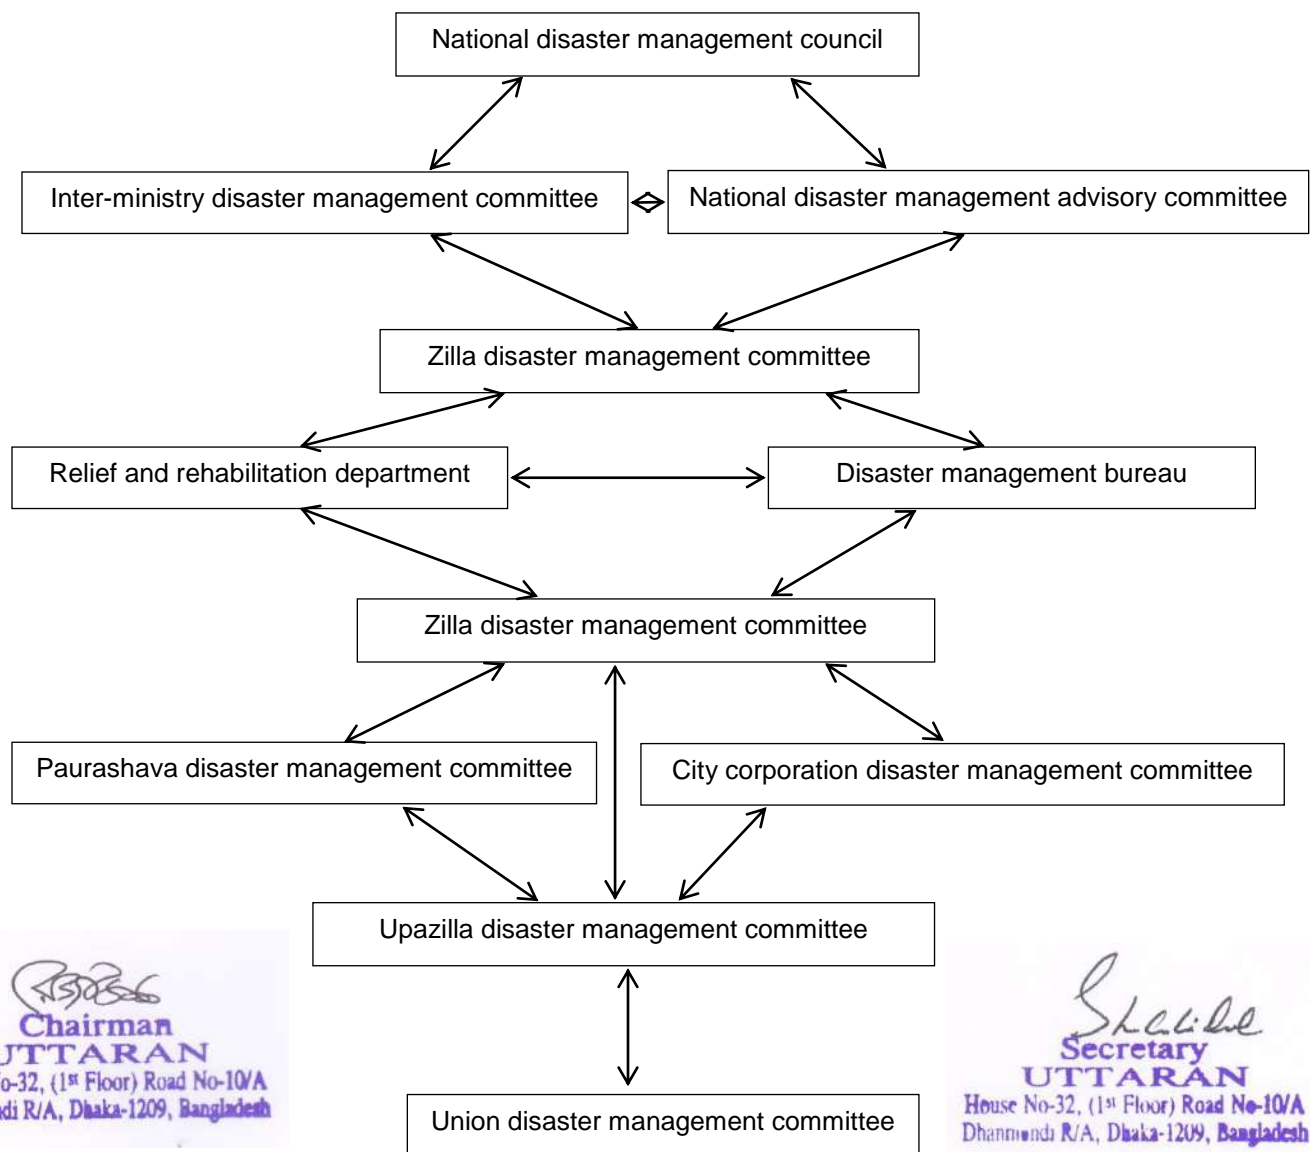 National disaster management council
Inter-ministry disaster management committee
National disaster management advisory committee
Zilla disaster management committee
Relief and rehabilitation department
Disaster management bureau
Zilla disaster management committee
Paurashava disaster management committee
City corporation disaster management committee
Upazilla disaster management committee
Chairman
UTTARAN
o-32, (1st Floor) Road No-10/A
di R/A, Dhaka-1209, Bangladesh
Secretary
UTTARAN
House No-32, (1st Floor) Road No-10/A
Dhanmondi R/A, Dhaka-1209, Bangladesh
Union disaster management committee